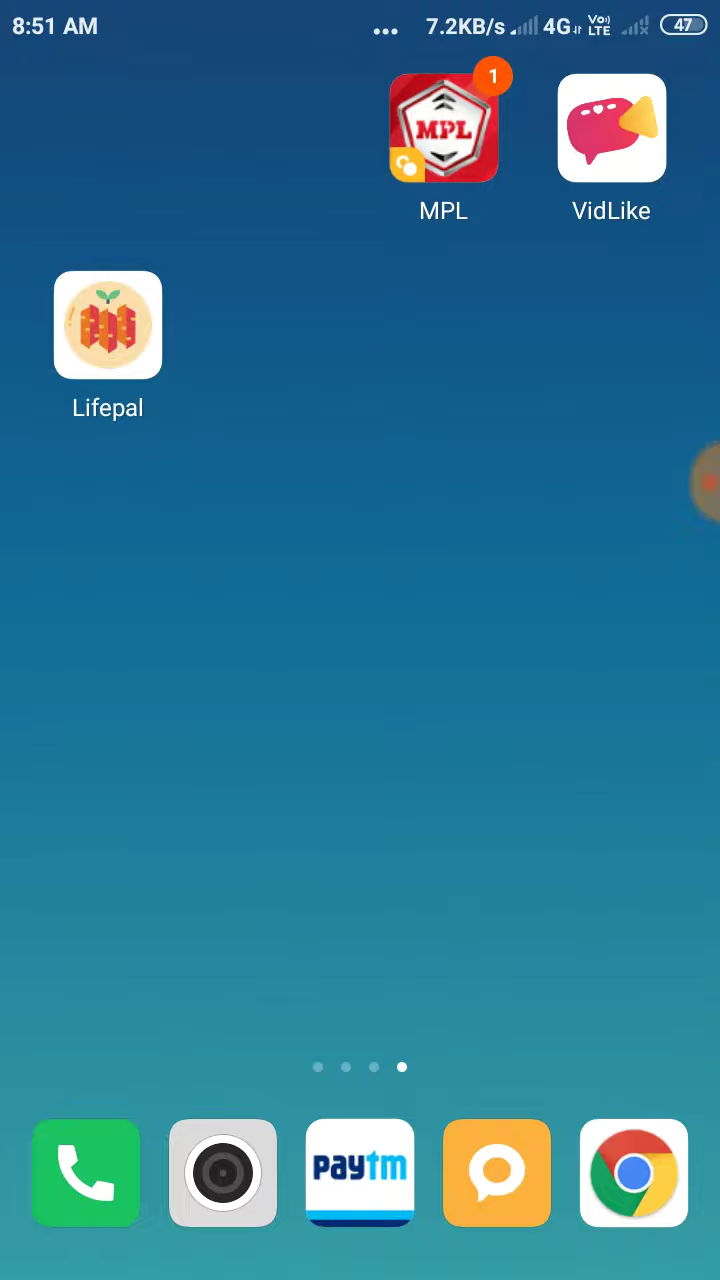 8:51 AM ... 7.2KB/s 4G Vo) LTE 47
1
MPL
MPL VidLike
Lifepal
paytm